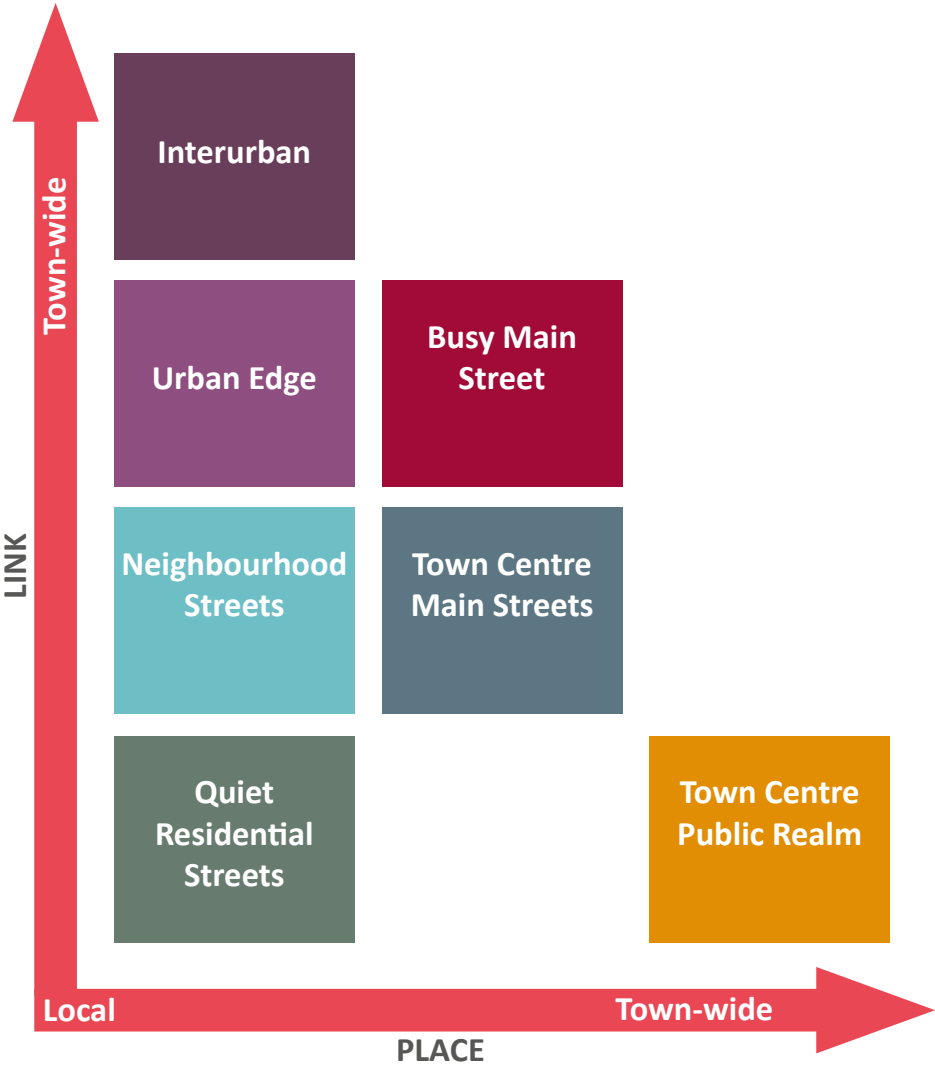 Interurban
Town-wide
Urban Edge
Busy Main
Street
LINK
Neighbourhood
Streets
Town Centre
Main Streets
Quiet
Residential
Streets
Town Centre
Public Realm
Local
Town-wide
PLACE